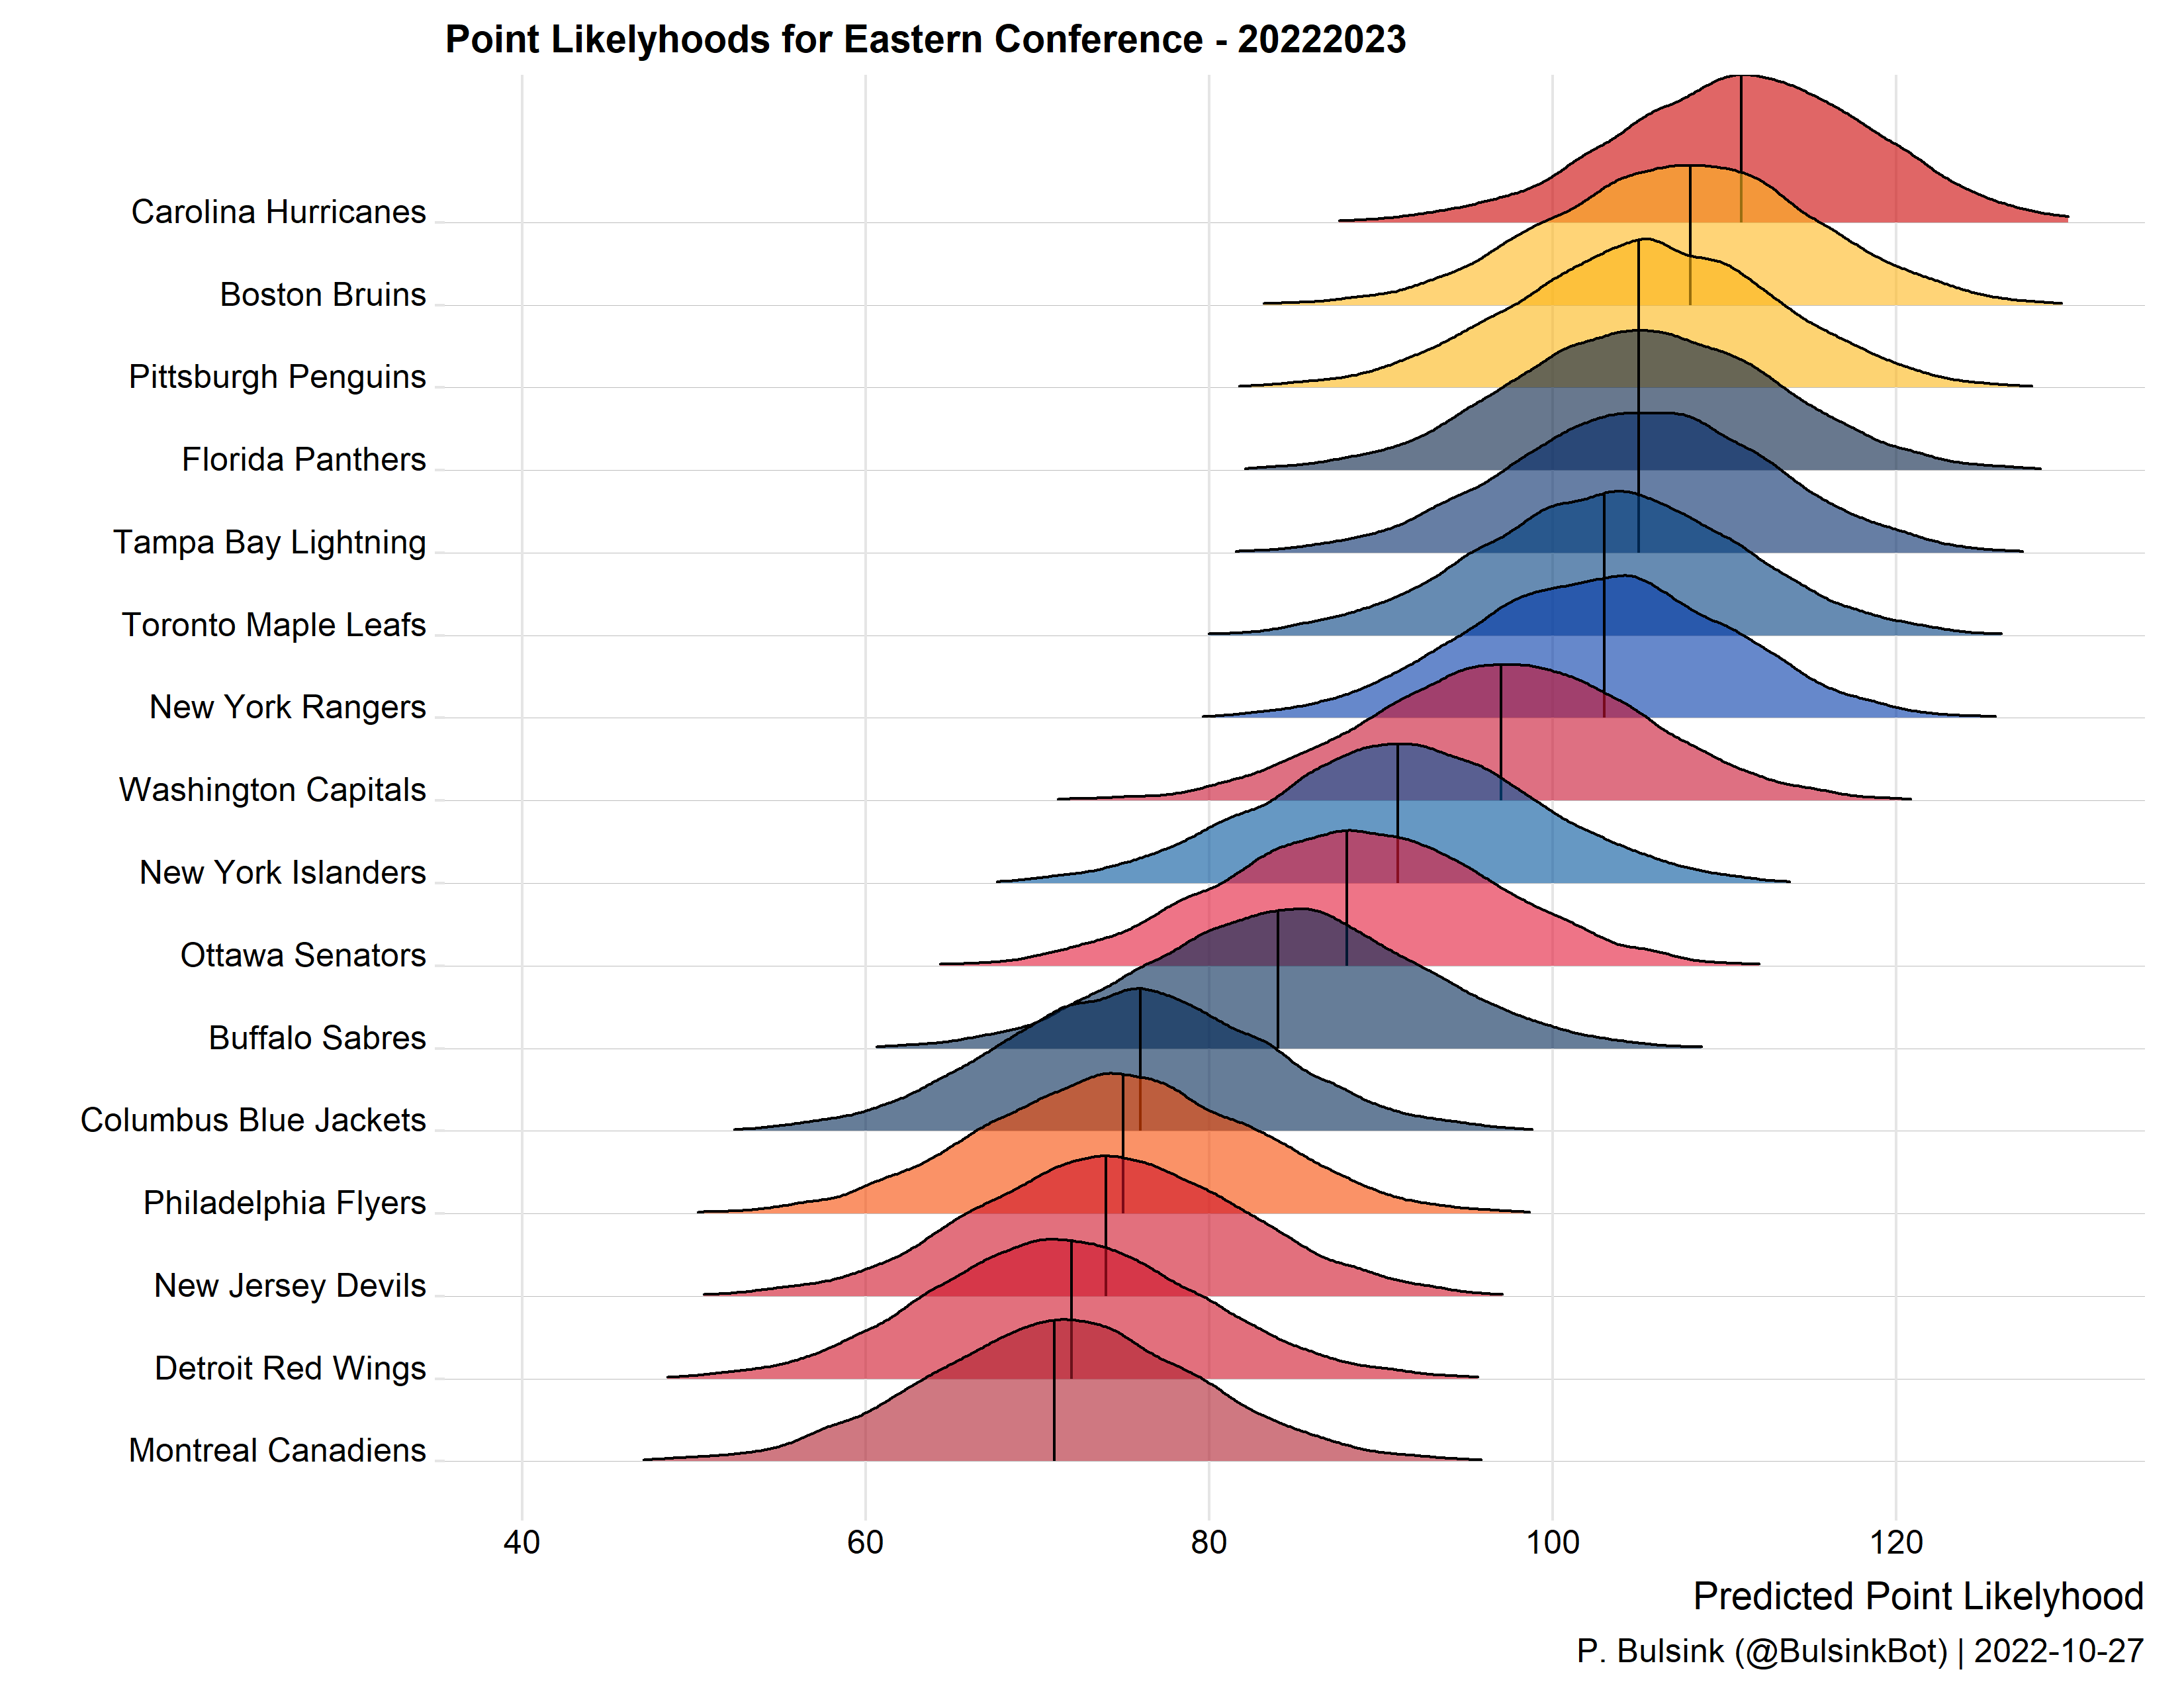 Point Likelyhoods for Eastern Conference - 20222023
Carolina Hurricanes
Boston Bruins
Pittsburgh Penguins
Florida Panthers
Tampa Bay Lightning
Toronto Maple Leafs
New York Rangers
Washington Capitals
New York Islanders
Ottawa Senators
Buffalo Sabres
Columbus Blue Jackets
Philadelphia Flyers
New Jersey Devils
Detroit Red Wings
Montreal Canadiens
40 60 80 100 120
Predicted Point Likelyhood
P. Bulsink (@BulsinkBot) | 2022-10-27